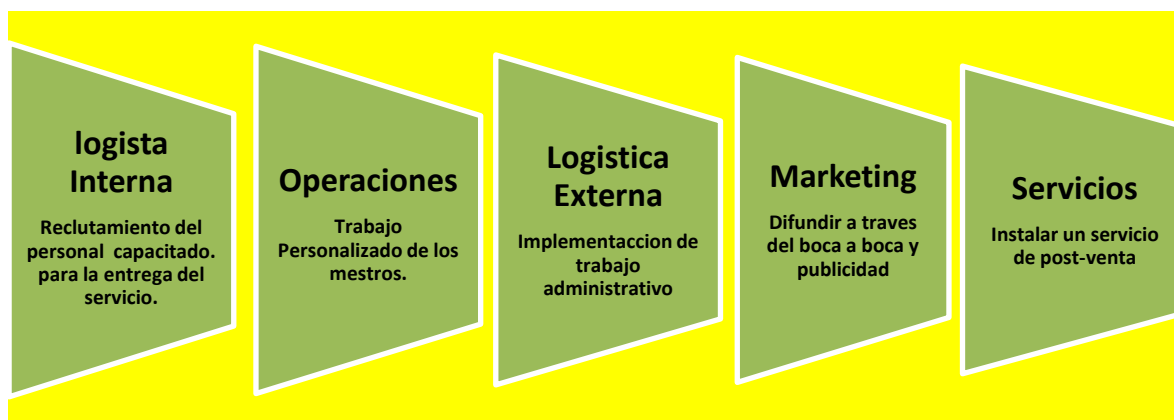 logista
Interna
Reclutamiento del
personal capacitado.
para la entrega del
servicio.
Operaciones
Trabajo
Personalizado de los
mestros.
Logistica
Externa
Implementaccion de
trabajo
administrativo
Marketing
Difundir a traves
del boca a boca y
publicidad
Servicios
Instalar un servicio
de post-venta